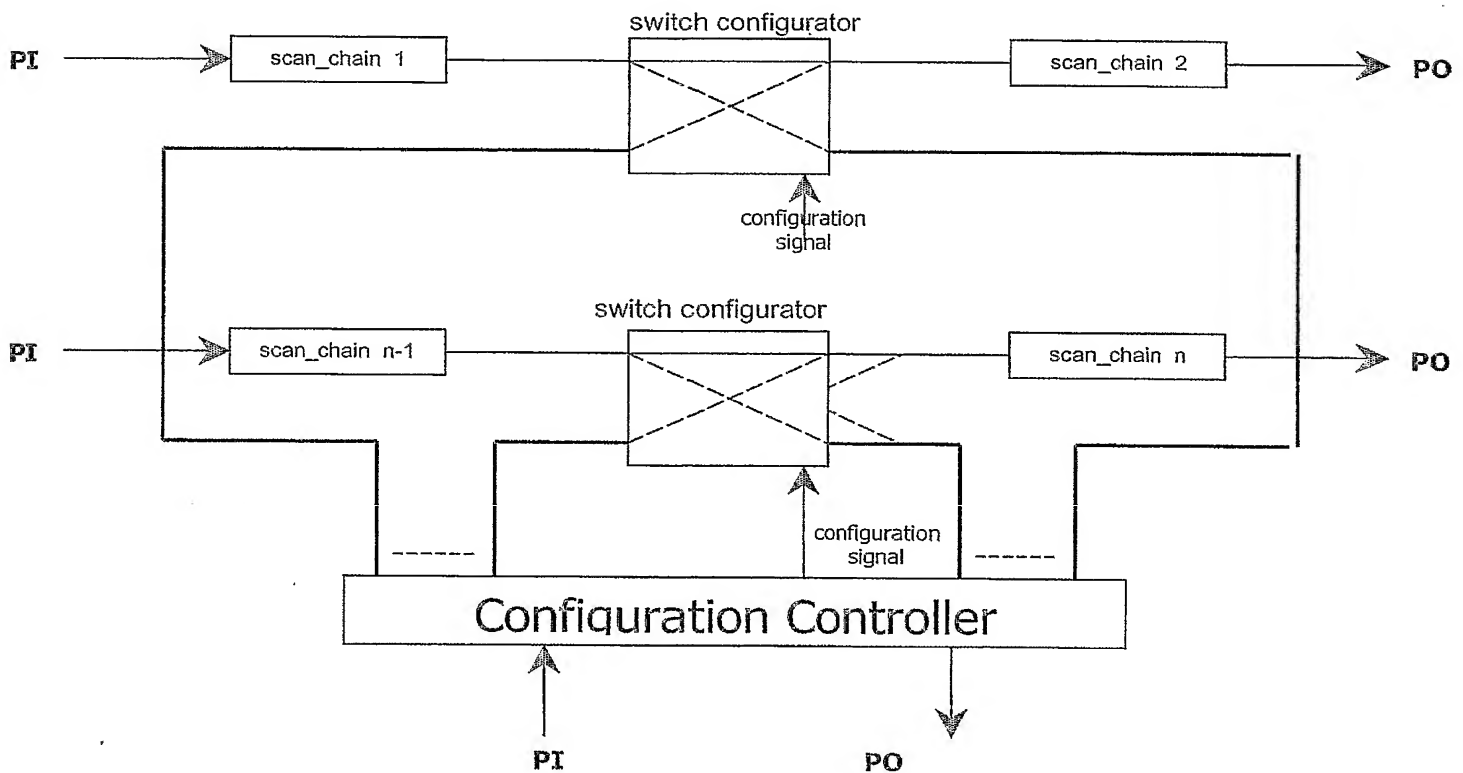 switch configurator
PI
scan_chain 1
scan_chain 2
PO
configuration
signal
switch configurator
PI
scan_chain n-1
scan_chain n
PO
configuration
signal
Configuration Controller
PI
PO